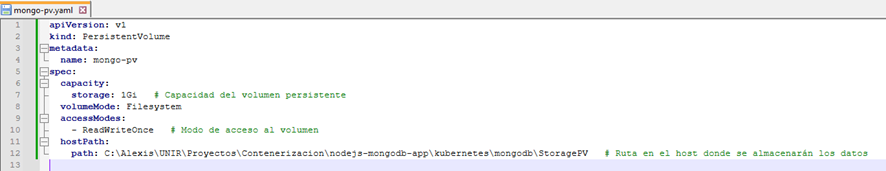 mongo-pv.yaml
1 apiVersion: v1
2 kind: PersistentVolume
3 metadata:
4 name: mongo-pv
5 spec:
6 capacity:
7 storage: 1Gi # Capacidad del volumen persistente
8 volumeMode: Filesystem
9 accessModes:
10 - ReadWriteOnce # Modo de acceso al volumen
11 hostPath:
12 path: C:\Alexis\UNIR\Proyectos\Contenerizacion\nodejs-mongodb-app\kubernetes\mongodb\StoragePV # Ruta en el host donde se almacenarán los datos
13